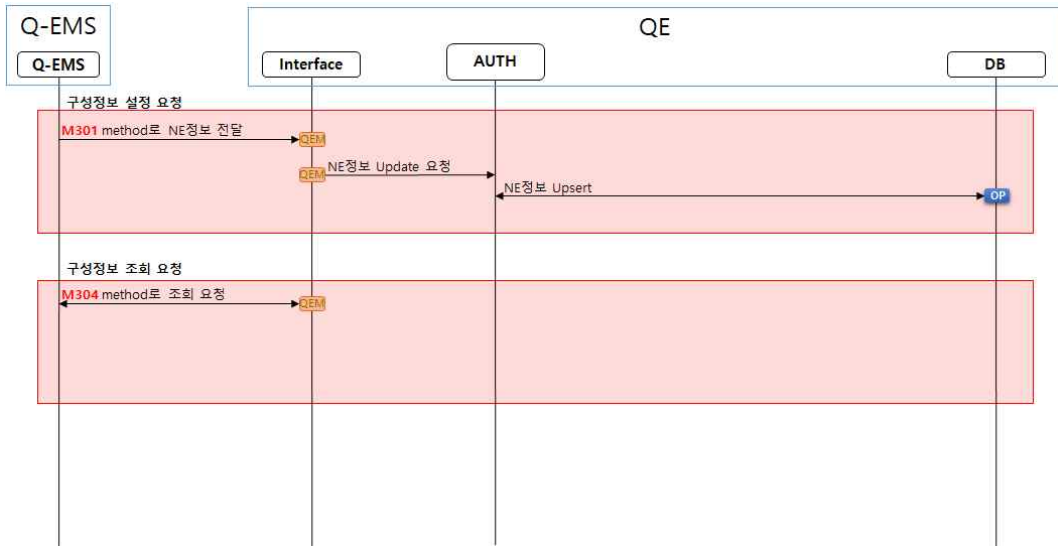 Q-EMS
QE
Q-EMS
Interface
AUTH
DB
구성정보 설정 요청
M301 method로 NE정보 전달
QEM
QEM
NE정보 Update 요청
NE정보 Upsert
OP
구성정보 조회 요청
M304 method로 조회 요청
QEM